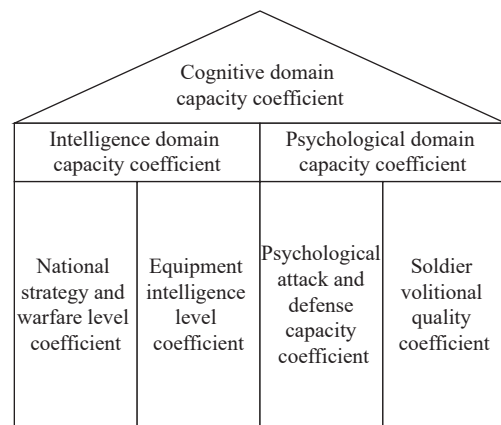 Cognitive domain
capacity coefficient
Intelligence domain
capacity coefficient
Psychological domain
capacity coefficient
National
strategy and
warfare level
coefficient
Equipment
intelligence
level
coefficient
Psychological
attack and
defense
capacity
coefficient
Soldier
volitional
quality
coefficient